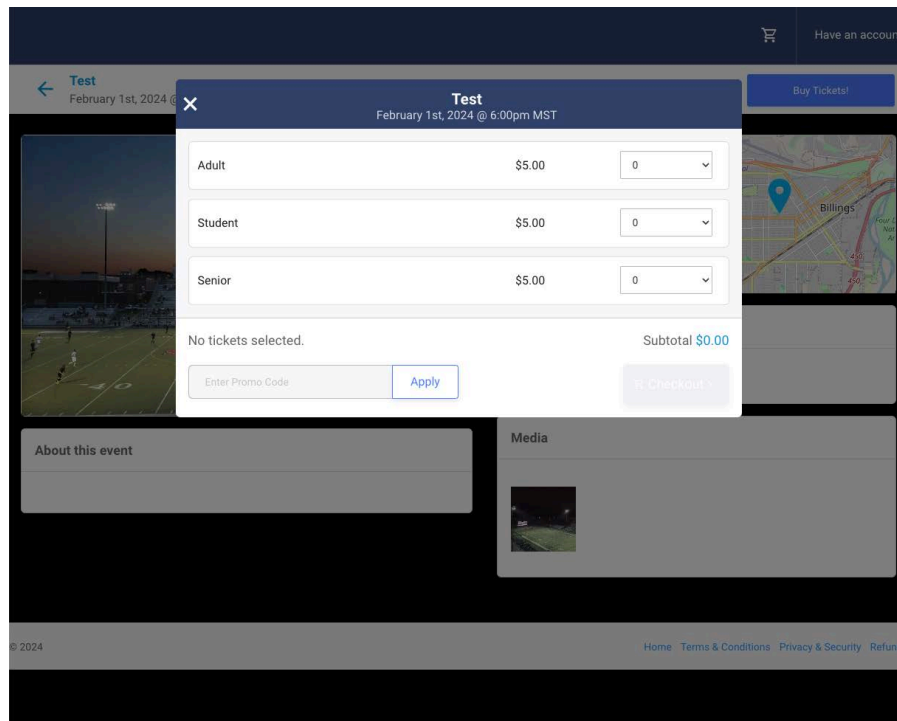 Have an accoun
Test
February 1st, 2024 @
Buy Tickets!
Test
February 1st, 2024 @ 6:00pm MST
Adult $5.00 0
Student $5.00 0
Senior $5.00 0
No tickets selected.
Subtotal $0.00
Enter Promo Code
Apply
Checkout
Billings
450
450
About this event
Media
© 2024
Home Terms & Conditions Privacy & Security Refun